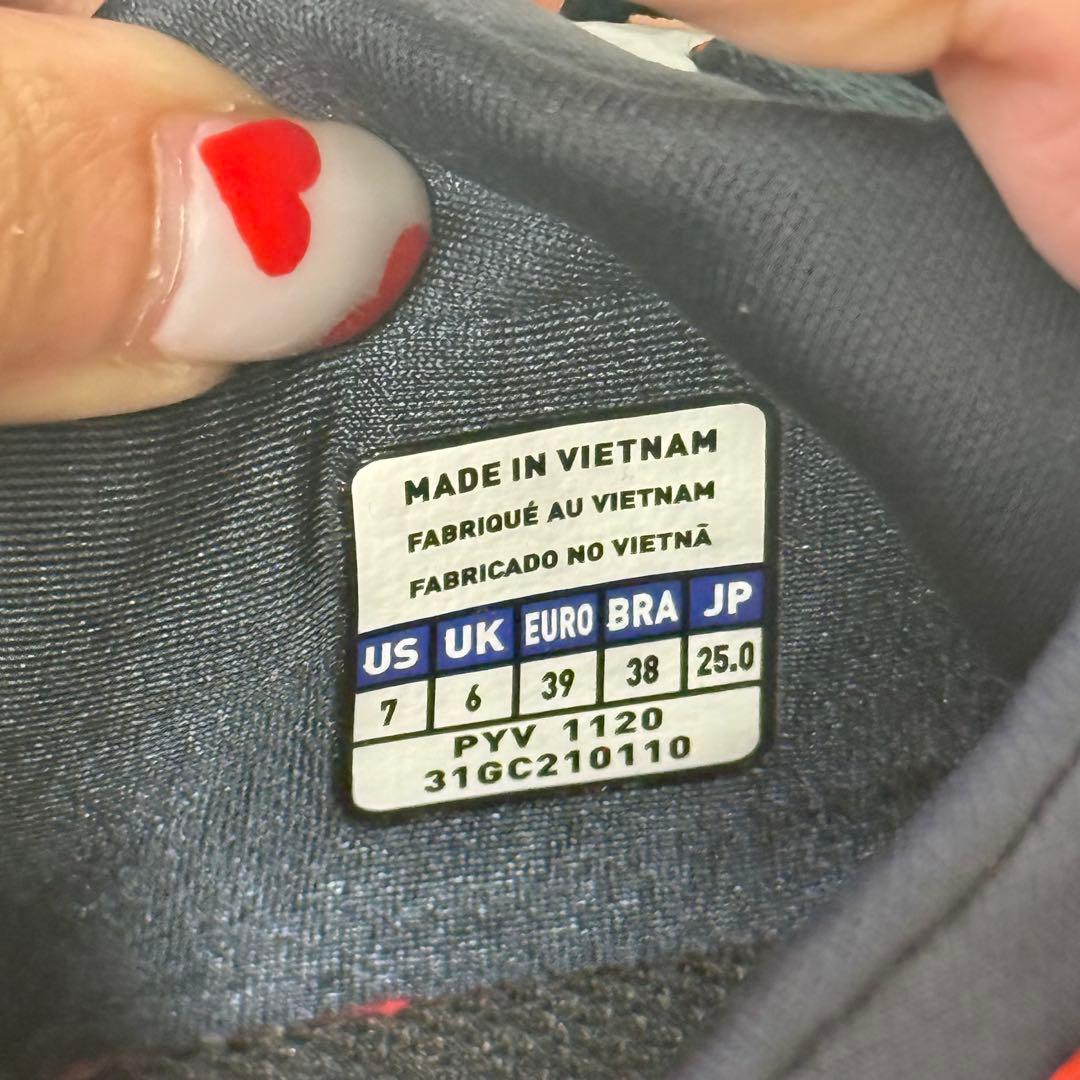 MADE IN VIETNAM
FABRIQUÉ AU VIETNAM
FABRICADO NO VIETNÃ
US UK EURO BRA JP
7 6 39 38 25.0
PYV 1120
31GC210110